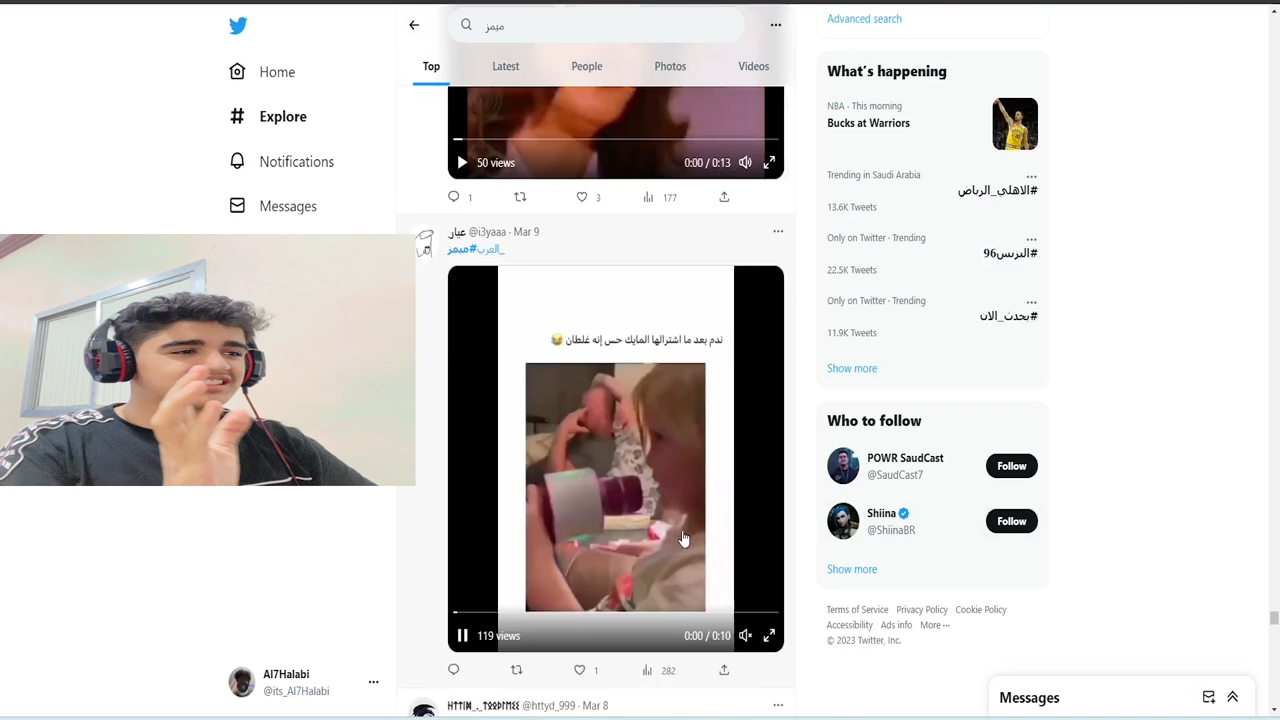 ميمز
Home
Explore
Notifications
Messages
Al7Halabi
@its_Al7Halabi
Top
Latest
People
Photos
Videos
50 views
0:00 / 0:13
1
3
177
عيار. @i3yaaa · Mar 9
#ميمز_العرب
ندم بعد ما اشترالها المايك حس إنه غلطان 😂
119 views
0:00 / 0:10
1
282
@httyd_999 · Mar 8
Advanced search
What's happening
NBA · This morning
Bucks at Warriors
Trending in Saudi Arabia
#الاهلي_الرياض
13.6K Tweets
Only on Twitter · Trending
#البرنس96
22.5K Tweets
Only on Twitter · Trending
#يحدث_الان
11.9K Tweets
Show more
Who to follow
POWR SaudCast
@SaudCast7
Follow
Shiina
@ShiinaBR
Follow
Show more
Terms of Service Privacy Policy Cookie Policy
Accessibility Ads info More ···
© 2023 Twitter, Inc.
Messages